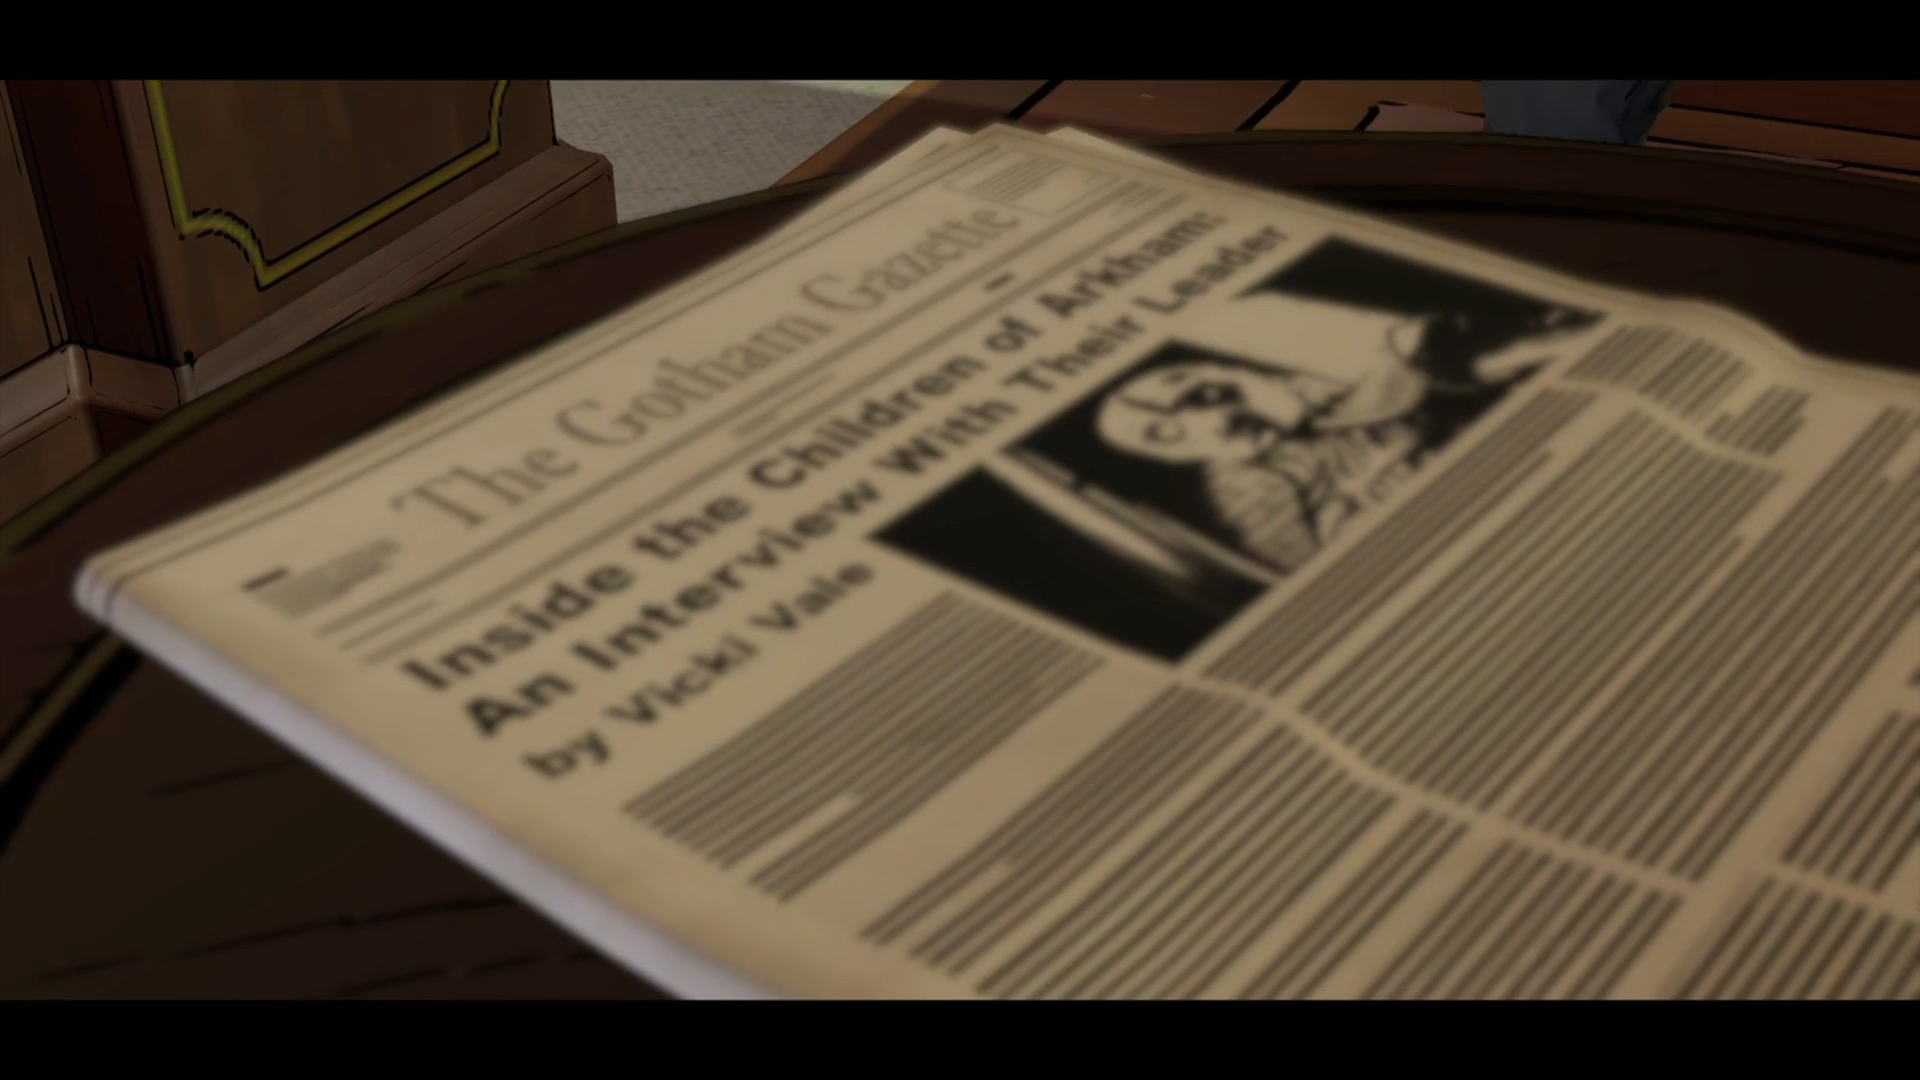 The Gotham Gazette
Inside the Children of Arkham:
An Interview With Their Leader
by Vicki Vale